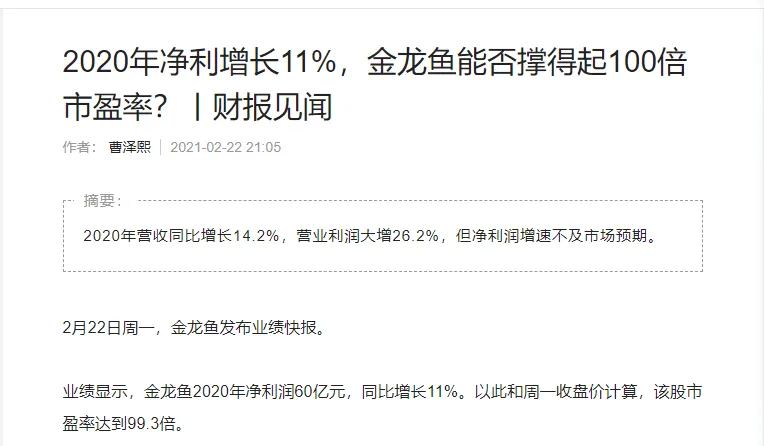 2020年净利增长11%，金龙鱼能否撑得起100倍
市盈率？丨财报见闻
作者： 曹泽熙 2021-02-22 21:05
摘要：
2020年营收同比增长14.2%，营业利润大增26.2%，但净利润增速不及市场预期。
2月22日周一，金龙鱼发布业绩快报。
业绩显示，金龙鱼2020年净利润60亿元，同比增长11%。以此和周一收盘价计算，该股市
盈率达到99.3倍。